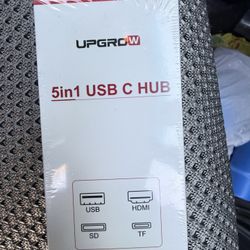 UPGROW
5in1 USB C HUB
USB HDMI
SD TF